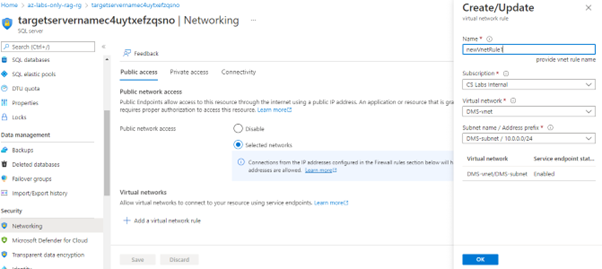 Home > az-labs-only-rag-rg > targetservernamec4uytxefzqsno
targetservernamec4uytxefzqsno | Networking
SQL server
Search (Ctrl+/)
SQL databases
SQL elastic pools
DTU quota
Properties
Locks
Data management
Backups
Deleted databases
Failover groups
Import/Export history
Security
Networking
Microsoft Defender for Cloud
Transparent data encryption
Feedback
Public access Private access Connectivity
Public network access
Public Endpoints allow access to this resource through the internet using a public IP address. An application or resource that is gra
requires proper authorization to access this resource. Learn more
Public network access
Disable
Selected networks
Connections from the IP addresses configured in the Firewall rules section below will h
addresses are allowed. Learn more
Virtual networks
Allow virtual networks to connect to your resource using service endpoints. Learn more
+ Add a virtual network rule
Save Discard
Create/Update
virtual network rule
Name *
newVnetRule1
provide vnet rule name
Subscription *
CS Labs Internal
Virtual network *
DMS-vnet
Subnet name / Address prefix *
DMS-subnet / 10.0.0.0/24
Virtual network Service endpoint stat...
DMS-vnet/DMS-subnet Enabled
OK